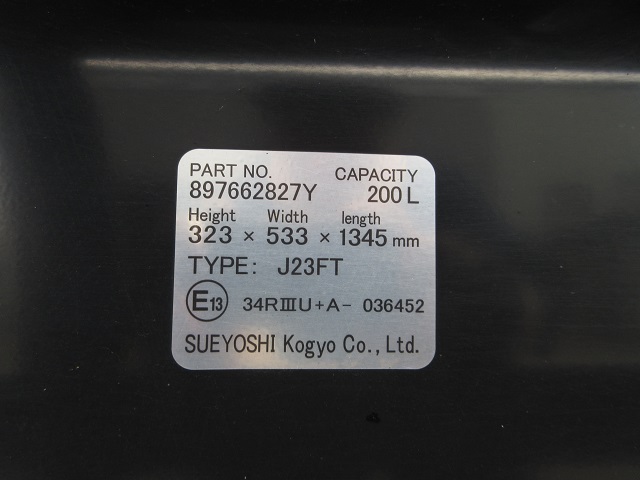 PART NO. CAPACITY
897662827Y 200 L
Height Width length
323 × 533 × 1345 mm
TYPE: J23FT
E13 34RⅢU+A- 036452
SUEYOSHI Kogyo Co., Ltd.